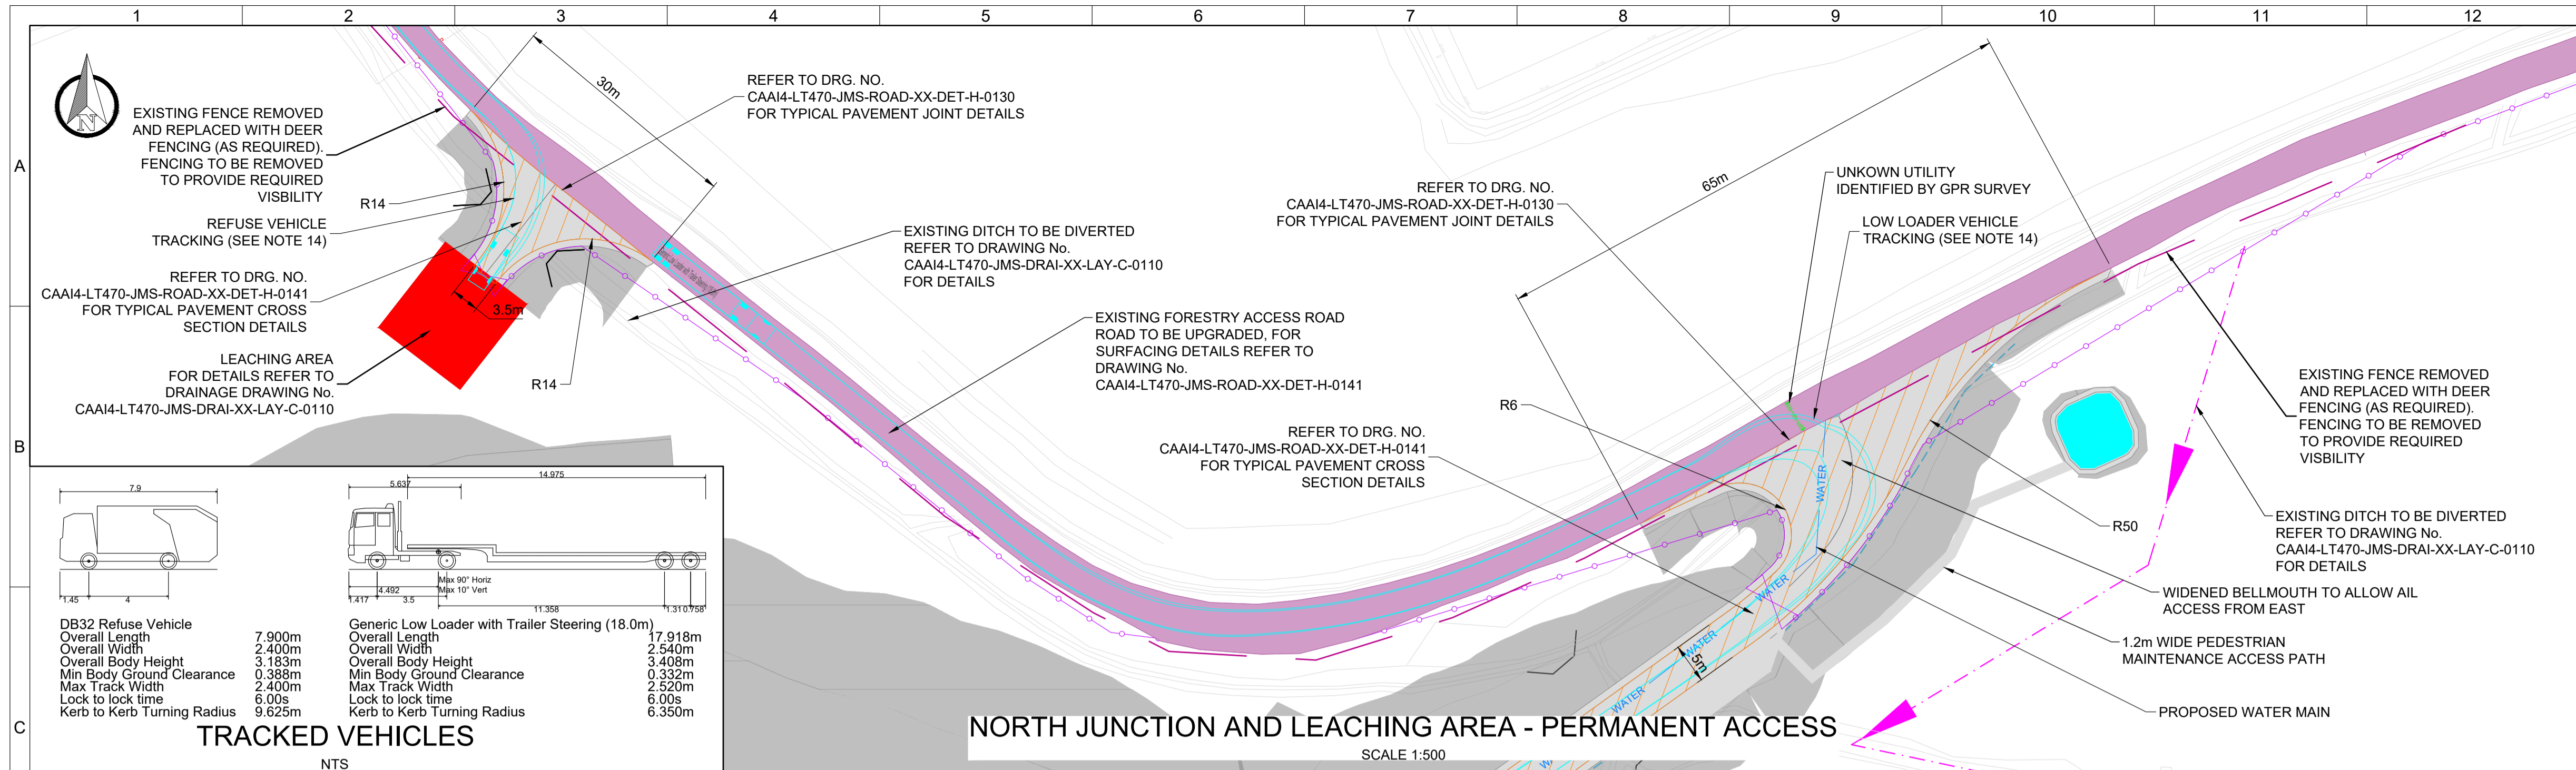 1 2 3 4 5 6 7 8 9 10 11 12
A
B
C
N
EXISTING FENCE REMOVED
AND REPLACED WITH DEER
FENCING (AS REQUIRED).
FENCING TO BE REMOVED
TO PROVIDE REQUIRED
VISBILITY
R14
REFUSE VEHICLE
TRACKING (SEE NOTE 14)
REFER TO DRG. NO.
CAAI4-LT470-JMS-ROAD-XX-DET-H-0141
FOR TYPICAL PAVEMENT CROSS
SECTION DETAILS
LEACHING AREA
FOR DETAILS REFER TO
DRAINAGE DRAWING No.
CAAI4-LT470-JMS-DRAI-XX-LAY-C-0110
3.5m
R14
30m
REFER TO DRG. NO.
CAAI4-LT470-JMS-ROAD-XX-DET-H-0130
FOR TYPICAL PAVEMENT JOINT DETAILS
EXISTING DITCH TO BE DIVERTED
REFER TO DRAWING No.
CAAI4-LT470-JMS-DRAI-XX-LAY-C-0110
FOR DETAILS
EXISTING FORESTRY ACCESS ROAD
ROAD TO BE UPGRADED, FOR
SURFACING DETAILS REFER TO
DRAWING No.
CAAI4-LT470-JMS-ROAD-XX-DET-H-0141
REFER TO DRG. NO.
CAAI4-LT470-JMS-ROAD-XX-DET-H-0130
FOR TYPICAL PAVEMENT JOINT DETAILS
65m
UNKOWN UTILITY
IDENTIFIED BY GPR SURVEY
LOW LOADER VEHICLE
TRACKING (SEE NOTE 14)
R6
REFER TO DRG. NO.
CAAI4-LT470-JMS-ROAD-XX-DET-H-0141
FOR TYPICAL PAVEMENT CROSS
SECTION DETAILS
EXISTING FENCE REMOVED
AND REPLACED WITH DEER
FENCING (AS REQUIRED).
FENCING TO BE REMOVED
TO PROVIDE REQUIRED
VISBILITY
R50
EXISTING DITCH TO BE DIVERTED
REFER TO DRAWING No.
CAAI4-LT470-JMS-DRAI-XX-LAY-C-0110
FOR DETAILS
WIDENED BELLMOUTH TO ALLOW AIL
ACCESS FROM EAST
1.2m WIDE PEDESTRIAN
MAINTENANCE ACCESS PATH
PROPOSED WATER MAIN
WATER
WATER
WATER
WATER
5m
7.9
1.45 4
14.975
5.637
Max 90° Horiz
Max 10° Vert
4.492
1.417 3.5 11.358 1.31 0.758
DB32 Refuse Vehicle
Overall Length 7.900m
Overall Width 2.400m
Overall Body Height 3.183m
Min Body Ground Clearance 0.388m
Max Track Width 2.400m
Lock to lock time 6.00s
Kerb to Kerb Turning Radius 9.625m
Generic Low Loader with Trailer Steering (18.0m)
Overall Length 17.918m
Overall Width 2.540m
Overall Body Height 3.408m
Min Body Ground Clearance 0.332m
Max Track Width 2.520m
Lock to lock time 6.00s
Kerb to Kerb Turning Radius 6.350m
TRACKED VEHICLES
NTS
NORTH JUNCTION AND LEACHING AREA - PERMANENT ACCESS
SCALE 1:500